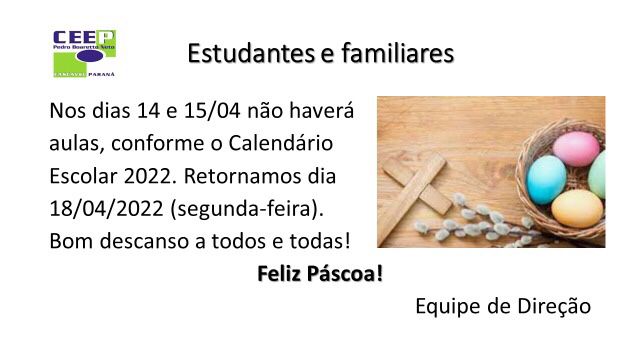 CEEP
Pedro Boaretto Neto
CASCAVEL PARANÁ
Estudantes e familiares
Nos dias 14 e 15/04 não haverá
aulas, conforme o Calendário
Escolar 2022. Retornamos dia
18/04/2022 (segunda-feira).
Bom descanso a todos e todas!
Feliz Páscoa!
Equipe de Direção